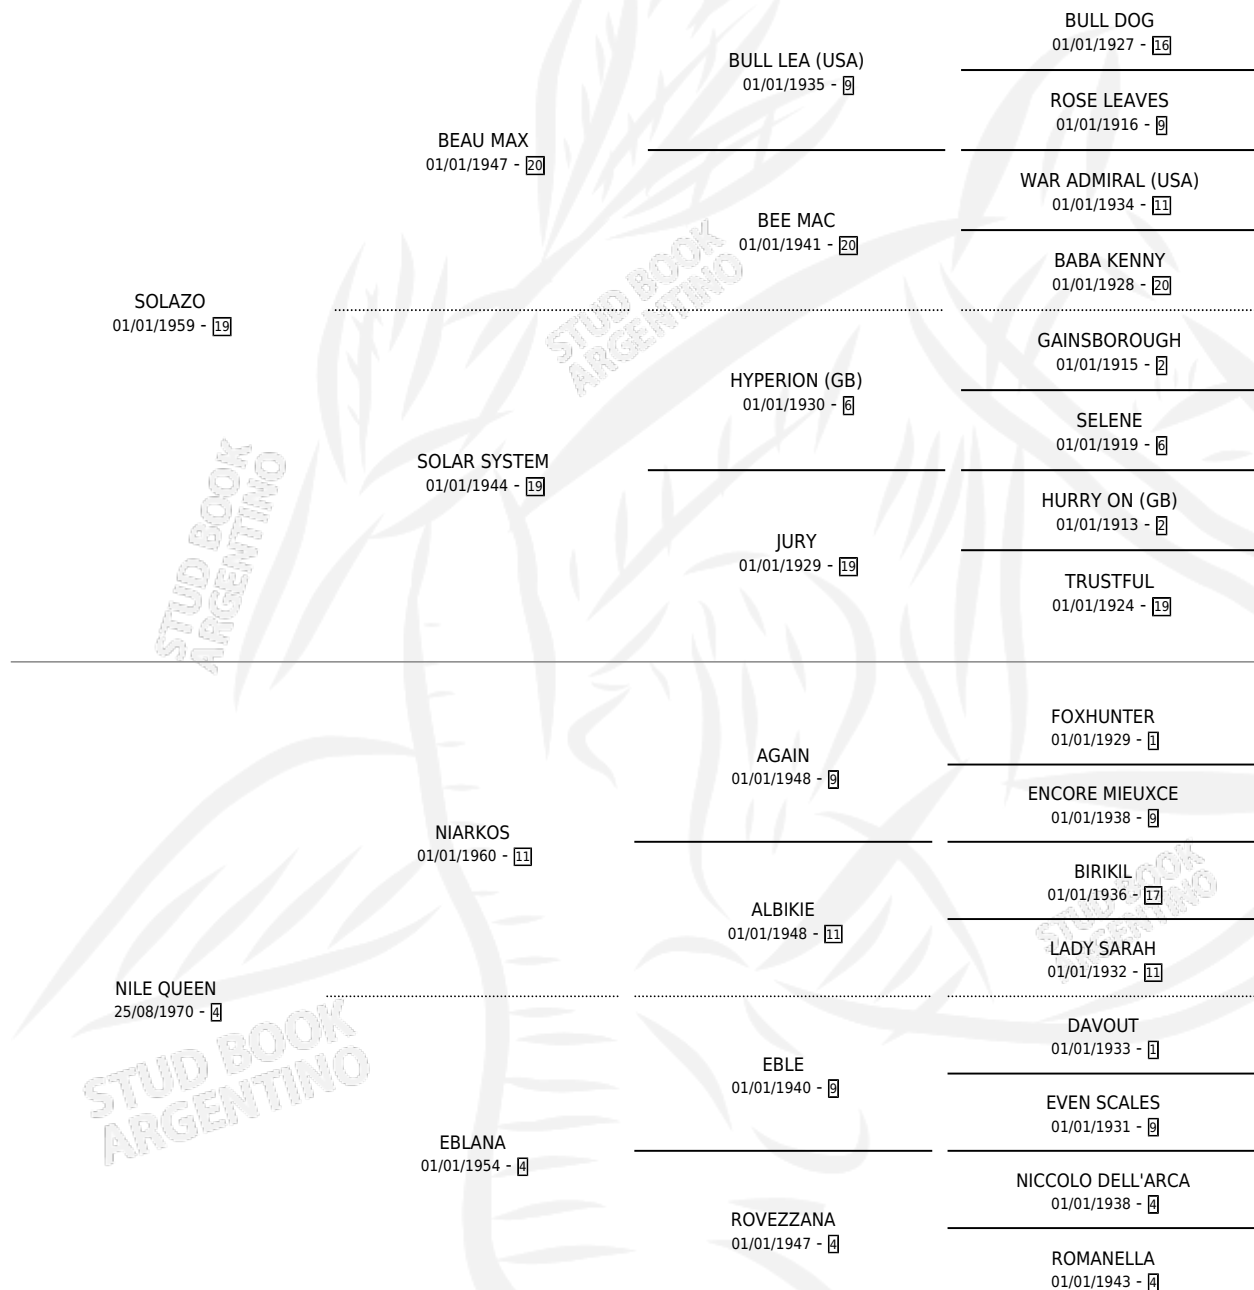 BULL DOG
01/01/1927 - 16
BULL LEA (USA)
01/01/1935 - 9
ROSE LEAVES
01/01/1916 - 9
BEAU MAX
01/01/1947 - 20
WAR ADMIRAL (USA)
01/01/1934 - 11
BEE MAC
01/01/1941 - 20
BABA KENNY
01/01/1928 - 20
SOLAZO
01/01/1959 - 19
GAINSBOROUGH
01/01/1915 - 2
HYPERION (GB)
01/01/1930 - 6
SELENE
01/01/1919 - 6
SOLAR SYSTEM
01/01/1944 - 19
HURRY ON (GB)
01/01/1913 - 2
JURY
01/01/1929 - 19
TRUSTFUL
01/01/1924 - 19
FOXHUNTER
01/01/1929 - 1
AGAIN
01/01/1948 - 9
ENCORE MIEUXCE
01/01/1938 - 9
NIARKOS
01/01/1960 - 11
BIRIKIL
01/01/1936 - 17
ALBIKIE
01/01/1948 - 11
LADY SARAH
01/01/1932 - 11
NILE QUEEN
25/08/1970 - 4
DAVOUT
01/01/1933 - 1
EBLE
01/01/1940 - 9
EVEN SCALES
01/01/1931 - 9
EBLANA
01/01/1954 - 4
NICCOLO DELL'ARCA
01/01/1938 - 4
ROVEZZANA
01/01/1947 - 4
ROMANELLA
01/01/1943 - 4
STUD BOOK
ARGENTINO
STUD BOOK
ARGENTINO
STUD BOOK
ARGENTINO
STUD BOOK
ARGENTINO